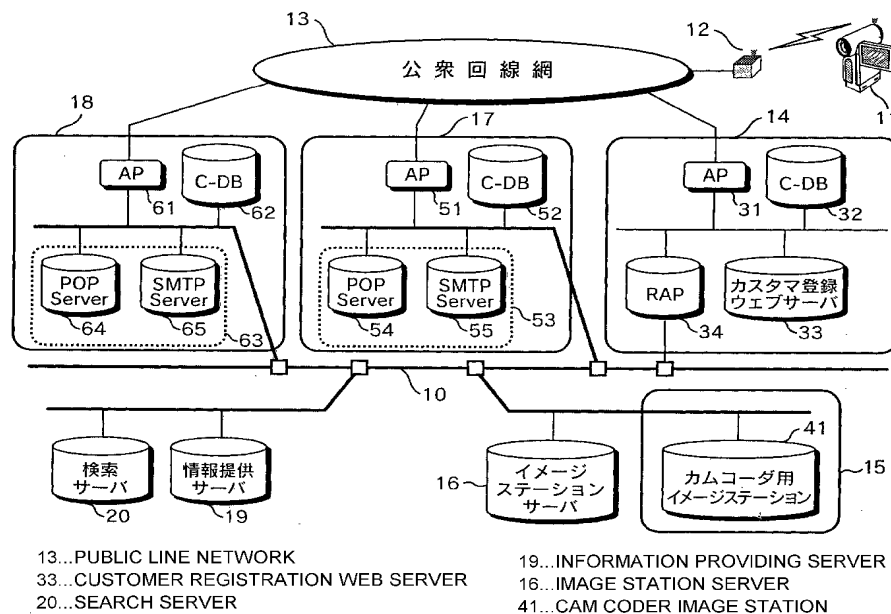 13
12
公衆回線網
11
18
17
14
AP
C-DB
AP
C-DB
AP
C-DB
61
62
51
52
31
32
POP
Server
SMTP
Server
POP
Server
SMTP
Server
RAP
カスタマ登録
ウェブサーバ
64
65
63
54
55
53
34
33
10
検索
サーバ
情報提供
サーバ
イメージ
ステーション
サーバ
カムコーダ用
イメージステーション
41
15
16
20
19
13...PUBLIC LINE NETWORK
33...CUSTOMER REGISTRATION WEB SERVER
20...SEARCH SERVER
19...INFORMATION PROVIDING SERVER
16...IMAGE STATION SERVER
41...CAM CODER IMAGE STATION